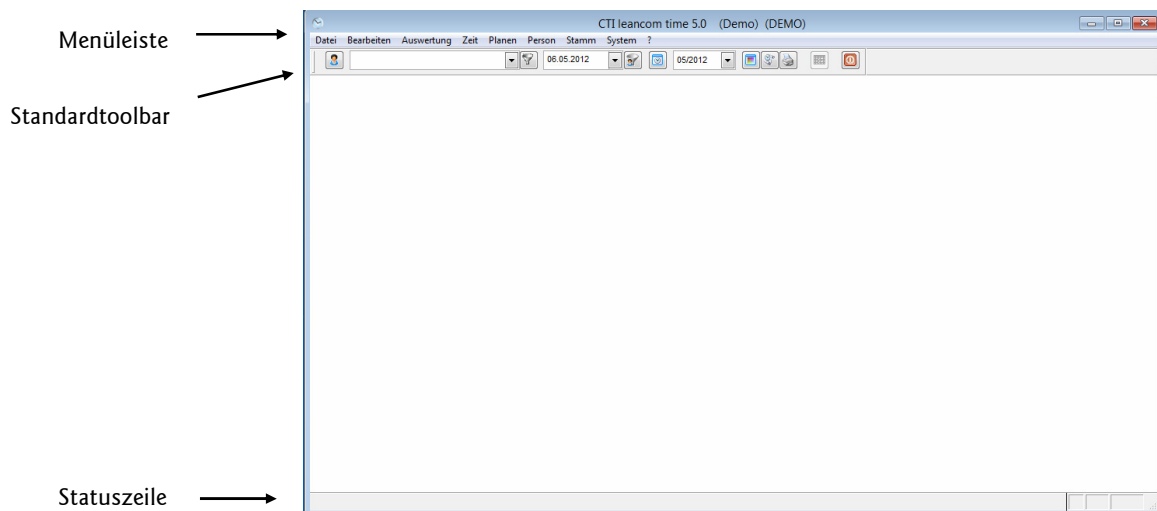 CTI leancom time 5.0 (Demo) (DEMO)
Menüleiste
Datei Bearbeiten Auswertung Zeit Planen Person Stamm System ?
06.05.2012 05/2012
Standardtoolbar
Statuszeile